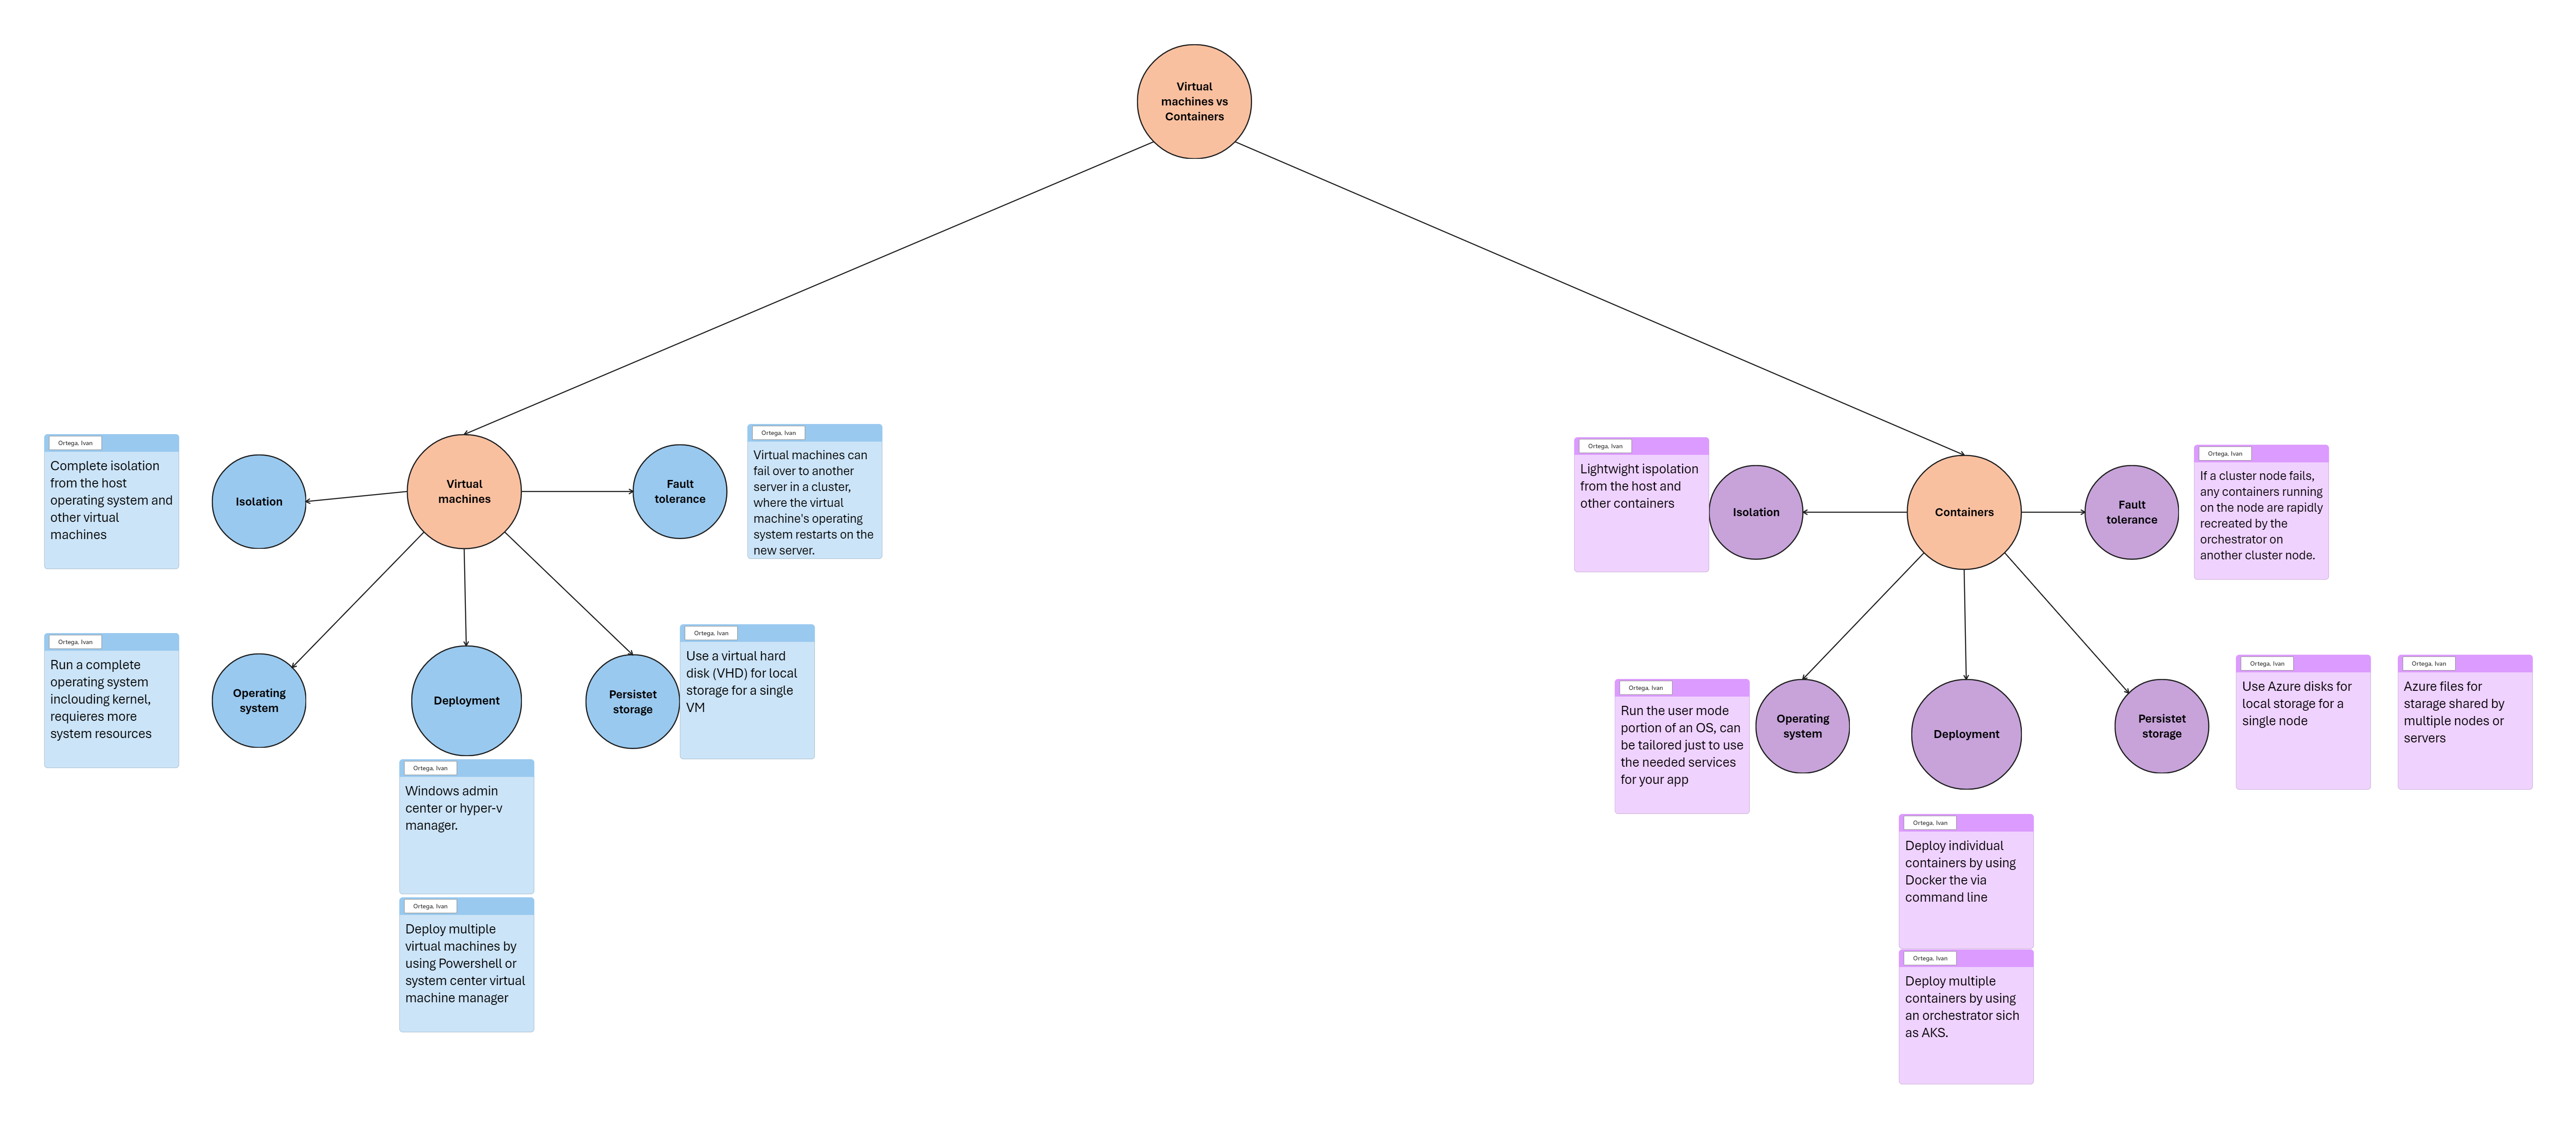 Virtual
machines vs
Containers
Ortega, Ivan
Complete isolation
from the host
operating system and
other virtual
machines
Isolation
Virtual
machines
Fault
tolerance
Ortega, Ivan
Virtual machines can
fail over to another
server in a cluster,
where the virtual
machine's operating
system restarts on the
new server.
Ortega, Ivan
Run a complete
operating system
inclouding kernel,
requieres more
system resources
Operating
system
Deployment
Persistet
storage
Ortega, Ivan
Use a virtual hard
disk (VHD) for local
storage for a single
VM
Ortega, Ivan
Windows admin
center or hyper-v
manager.
Ortega, Ivan
Deploy multiple
virtual machines by
using Powershell or
system center virtual
machine manager
Ortega, Ivan
Lightwight ispolation
from the host and
other containers
Isolation
Containers
Fault
tolerance
Ortega, Ivan
If a cluster node fails,
any containers running
on the node are rapidly
recreated by the
orchestrator on
another cluster node.
Ortega, Ivan
Run the user mode
portion of an OS, can
be tailored just to use
the needed services
for your app
Operating
system
Deployment
Persistet
storage
Ortega, Ivan
Use Azure disks for
local storage for a
single node
Ortega, Ivan
Azure files for
starage shared by
multiple nodes or
servers
Ortega, Ivan
Deploy individual
containers by using
Docker the via
command line
Ortega, Ivan
Deploy multiple
containers by using
an orchestrator sich
as AKS.